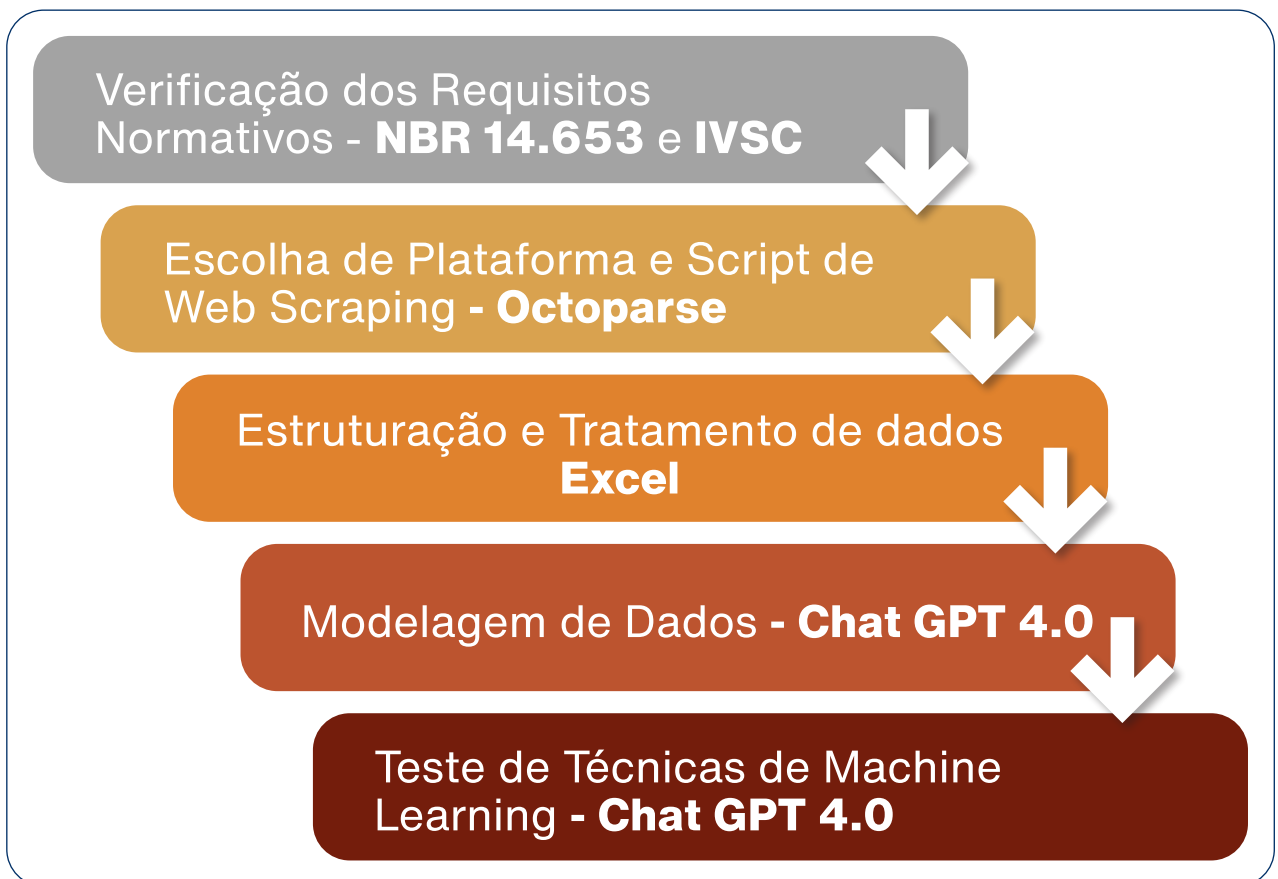 Verificação dos Requisitos
Normativos - NBR 14.653 e IVSC
Escolha de Plataforma e Script de
Web Scraping - Octoparse
Estruturação e Tratamento de dados
Excel
Modelagem de Dados - Chat GPT 4.0
Teste de Técnicas de Machine
Learning - Chat GPT 4.0